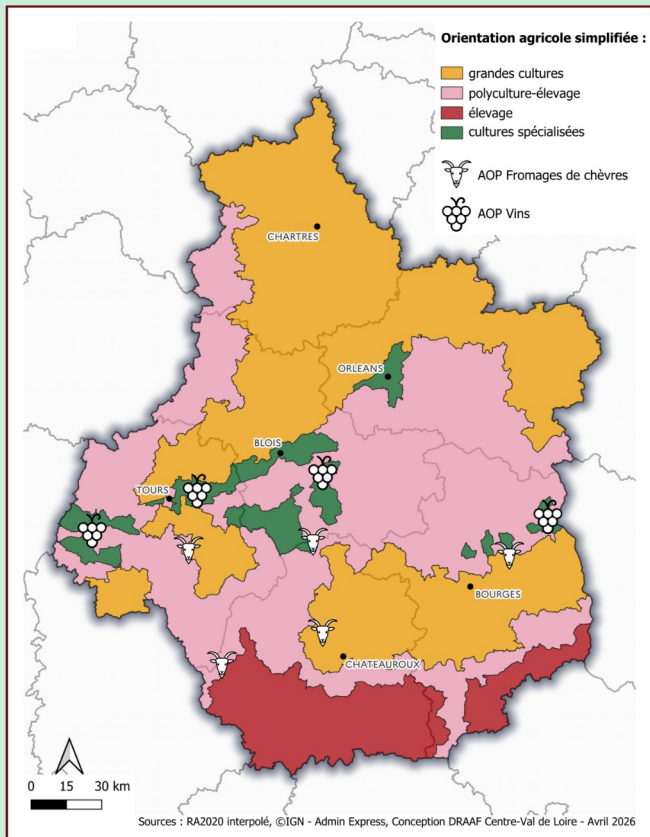 Orientation agricole simplifiée :
grandes cultures
polyculture-élevage
élevage
cultures spécialisées
AOP Fromages de chèvres
AOP Vins
CHARTRES
ORLEANS
BLOIS
TOURS
BOURGES
CHATEAUROUX
0 15 30 km
Sources : RA2020 interpolé, ©IGN - Admin Express, Conception DRAAF Centre-Val de Loire - Avril 2026